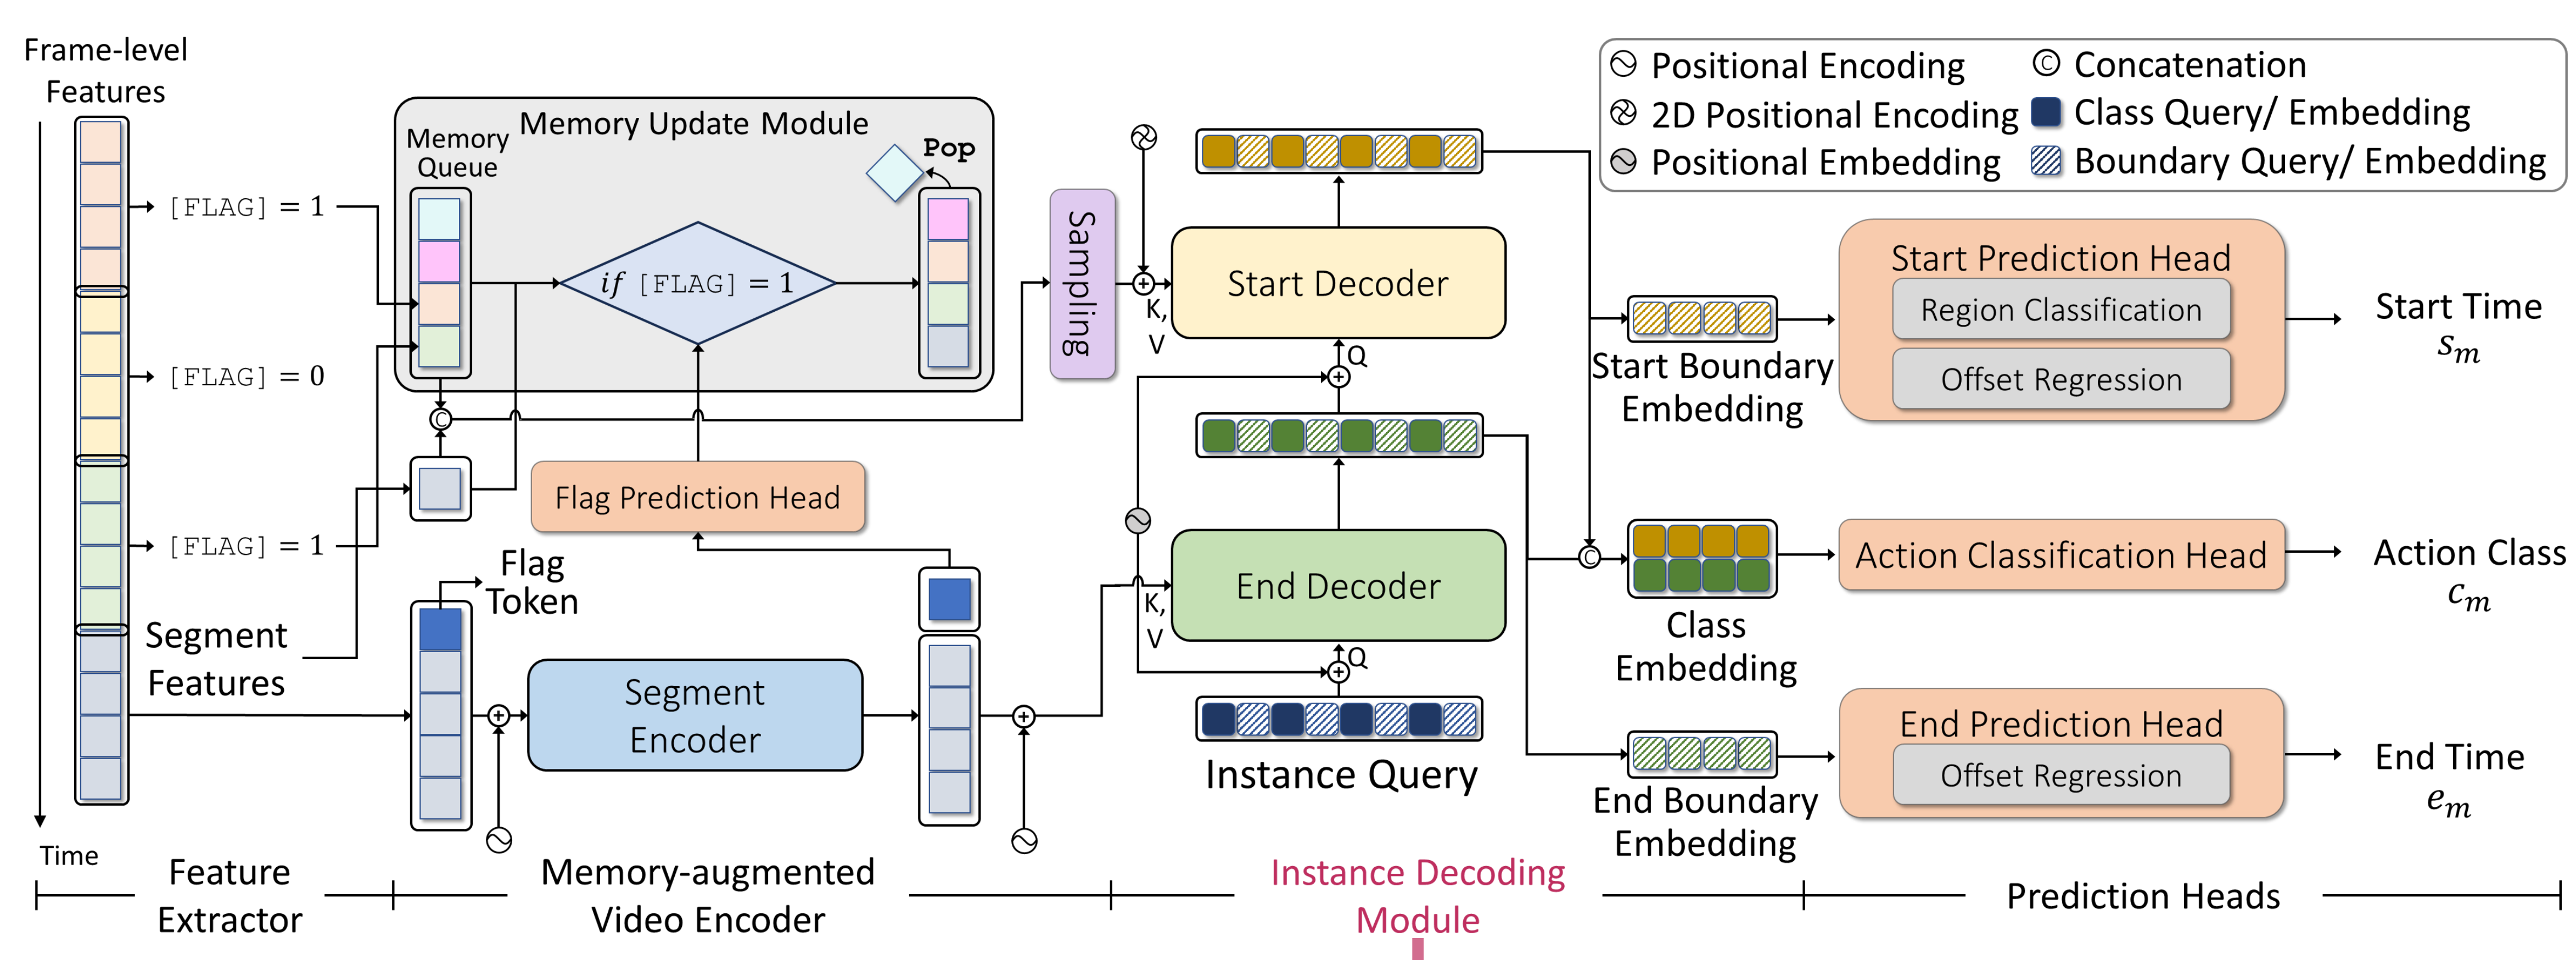 Frame-level
Features
[FLAG] = 1
[FLAG] = 0
[FLAG] = 1
Segment
Features
Time
Memory Update Module
Memory
Queue
Pop
if [FLAG] = 1
Flag Prediction Head
Flag
Token
Segment
Encoder
Sampling
K,
V
Start Decoder
Q
K,
V
End Decoder
Q
Instance Query
Positional Encoding
2D Positional Encoding
Positional Embedding
C Concatenation
Class Query/ Embedding
Boundary Query/ Embedding
C
C
Start Boundary
Embedding
Class
Embedding
End Boundary
Embedding
Start Prediction Head
Region Classification
Offset Regression
Action Classification Head
End Prediction Head
Offset Regression
Start Time
sₘ
Action Class
cₘ
End Time
eₘ
Feature
Extractor
Memory-augmented
Video Encoder
Instance Decoding
Module
Prediction Heads